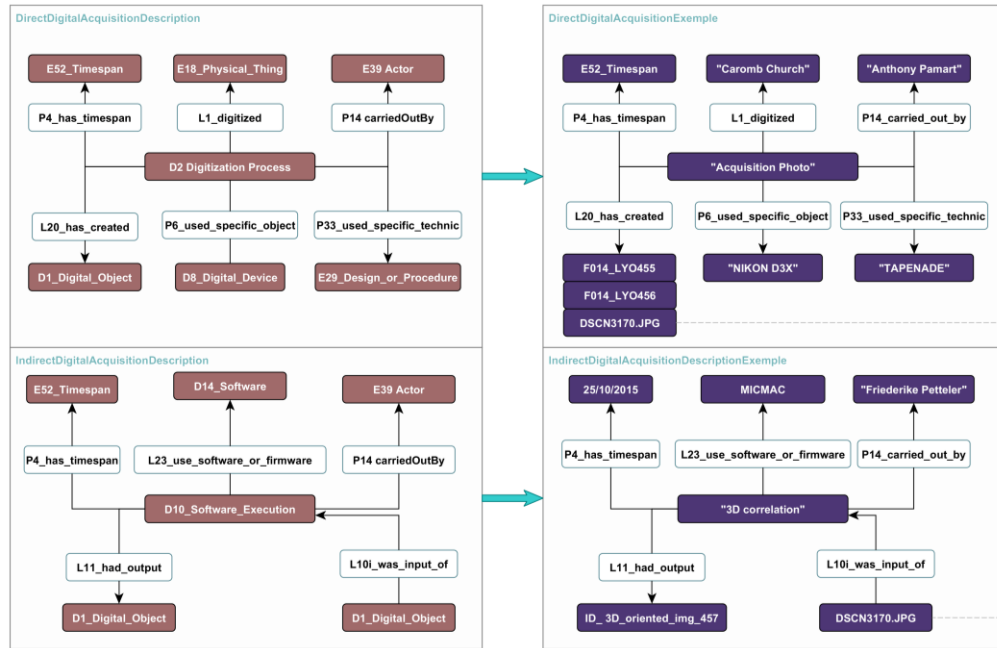 DirectDigitalAcquisitionDescription
E52_Timespan
E18_Physical_Thing
E39 Actor
P4_has_timespan
L1_digitized
P14 carriedOutBy
D2 Digitization Process
L20_has_created
P6_used_specific_object
P33_used_specific_technic
D1_Digital_Object
D8_Digital_Device
E29_Design_or_Procedure
DirectDigitalAcquisitionExemple
E52_Timespan
"Caromb Church"
"Anthony Pamart"
P4_has_timespan
L1_digitized
P14_carried_out_by
"Acquisition Photo"
L20_has_created
P6_used_specific_object
P33_used_specific_technic
F014_LYO455
"NIKON D3X"
"TAPENADE"
F014_LYO456
DSCN3170.JPG
IndirectDigitalAcquisitionDescription
E52_Timespan
D14_Software
E39 Actor
P4_has_timespan
L23_use_software_or_firmware
P14 carriedOutBy
D10_Software_Execution
L11_had_output
L10i_was_input_of
D1_Digital_Object
D1_Digital_Object
IndirectDigitalAcquisitionDescriptionExemple
25/10/2015
MICMAC
"Friederike Petteler"
P4_has_timespan
L23_use_software_or_firmware
P14_carried_out_by
"3D correlation"
L11_had_output
L10i_was_input_of
ID_ 3D_oriented_img_457
DSCN3170.JPG